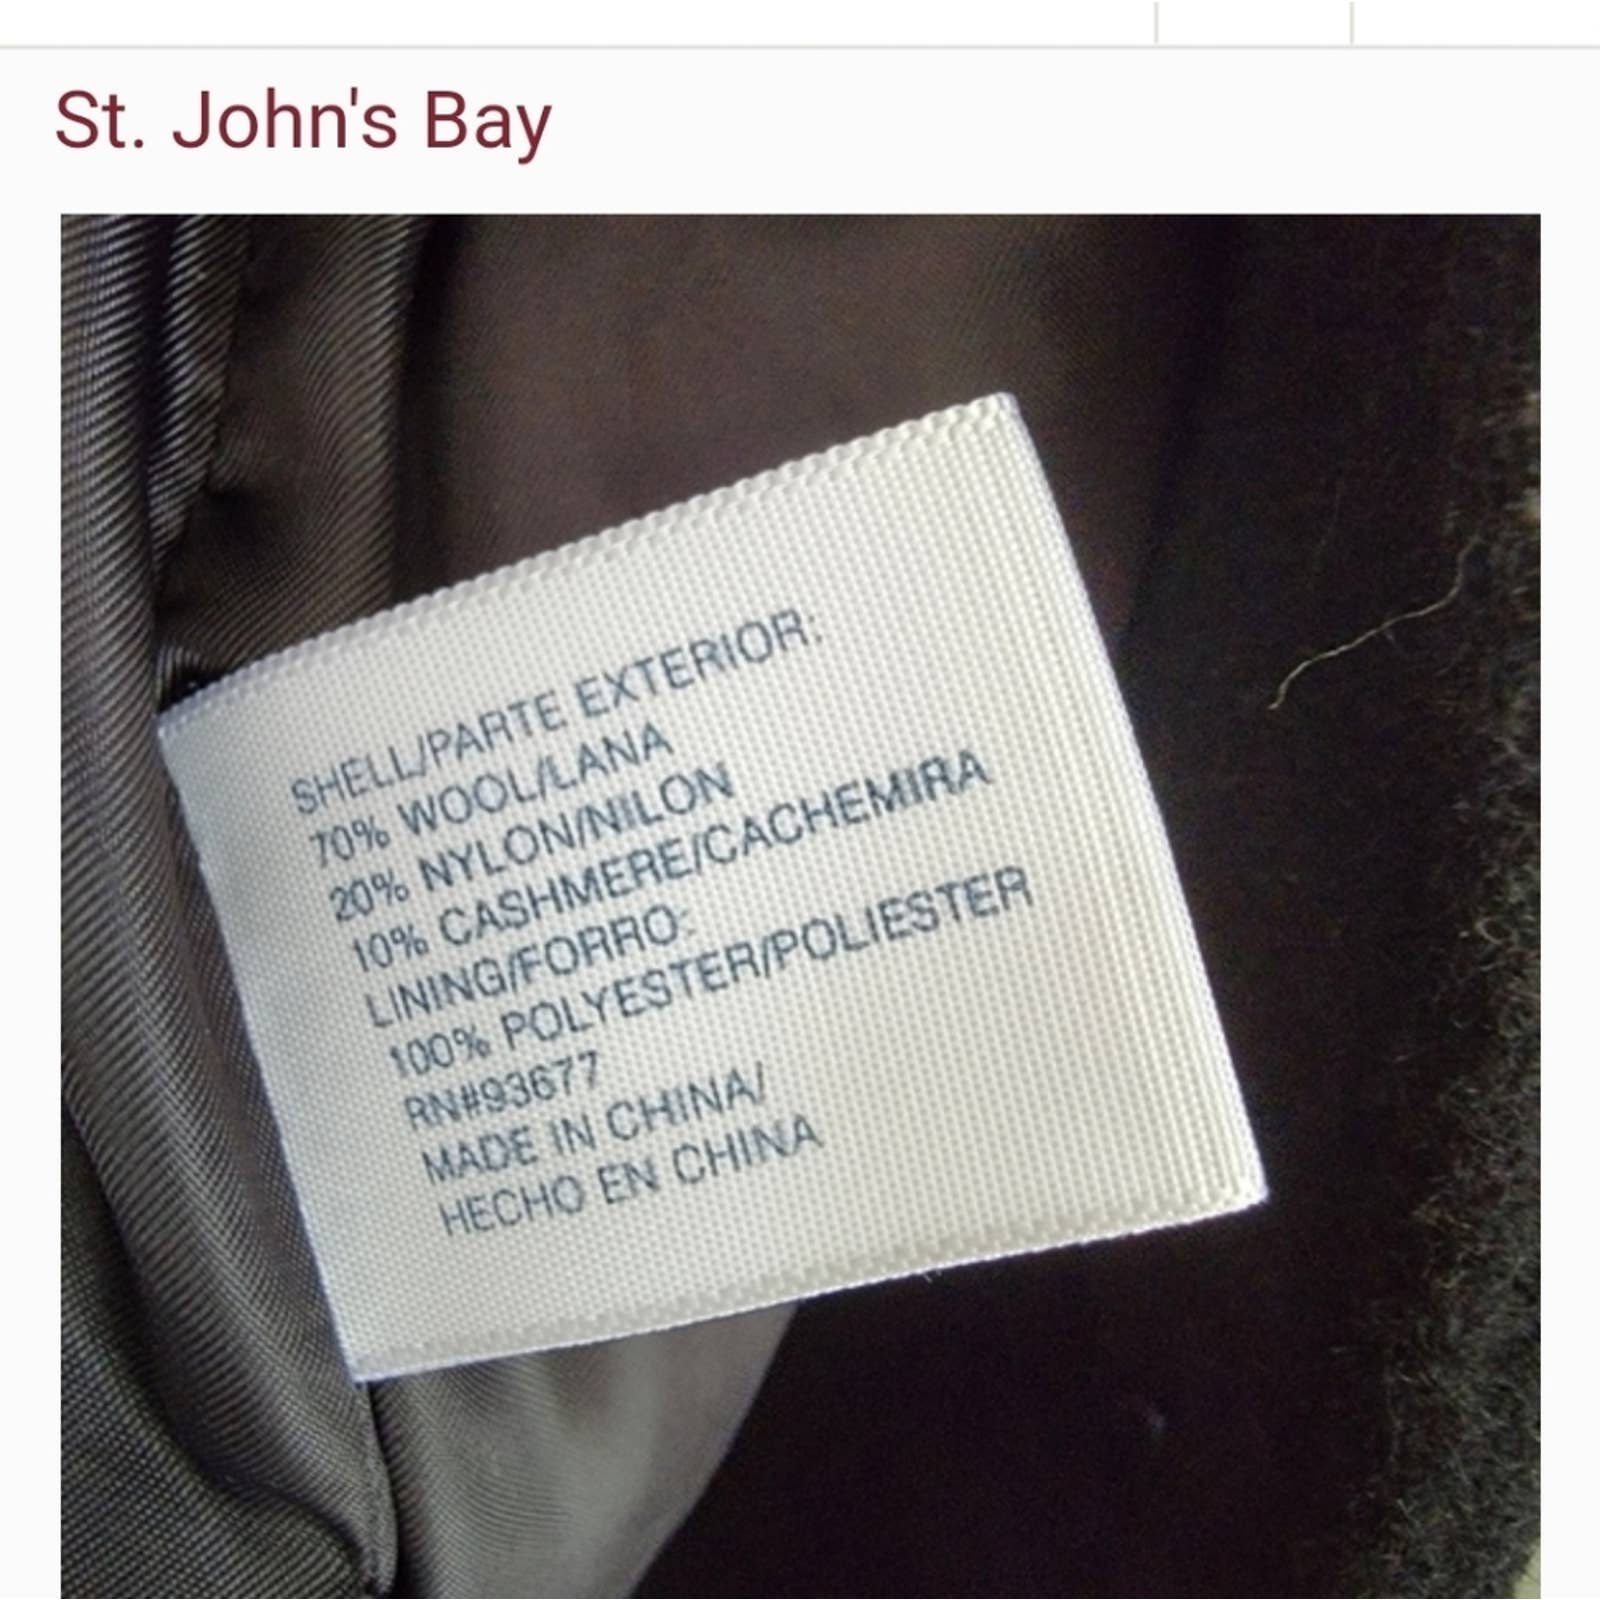 St. John's Bay
SHELL/PARTE EXTERIOR:
70% WOOL/LANA
20% NYLON/NILON
10% CASHMERE/CACHEMIRA
LINING/FORRO:
100% POLYESTER/POLIESTER
RN#93677
MADE IN CHINA/
HECHO EN CHINA